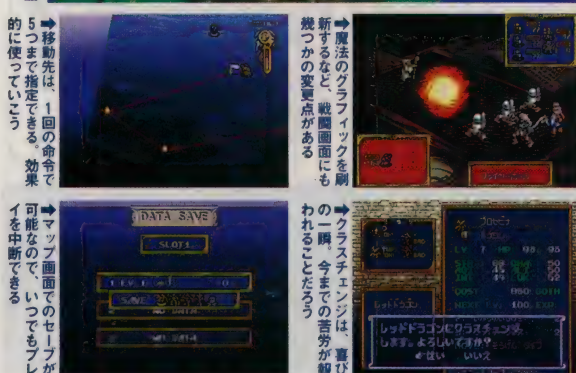 ➡魔法のグラフィックを刷
新するなど、戦闘画面にも
幾つかの変更点がある
➡移動先は、1回の命令で
5つまで指定できる。効果
的に使っていこう
レッドドラゴン
COST 850 GOTH
レッドドラゴンにクラスチェンジ
します。よろしいですか?
はい いいえ
➡クラスチェンジは、喜び
の一瞬。今までの苦労が報
われることだろう
DATA SAVE
SLOT1
➡マップ画面でのセーブが
可能なので、いつでもプレ
イを中断できる